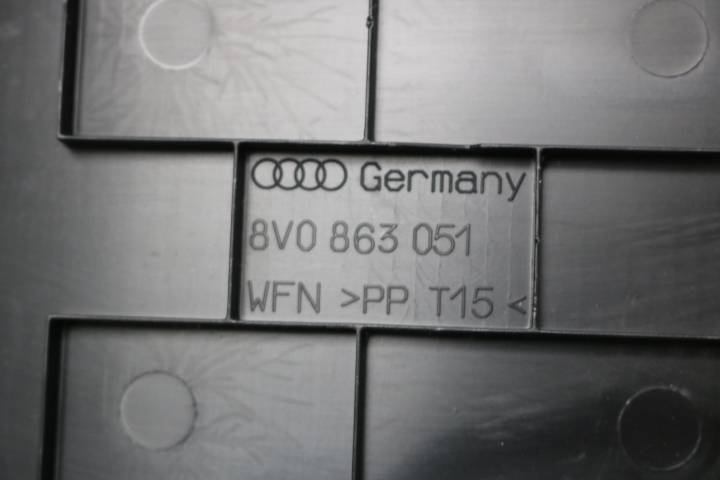 Germany
8V0 863 051
WFN >PP T15<